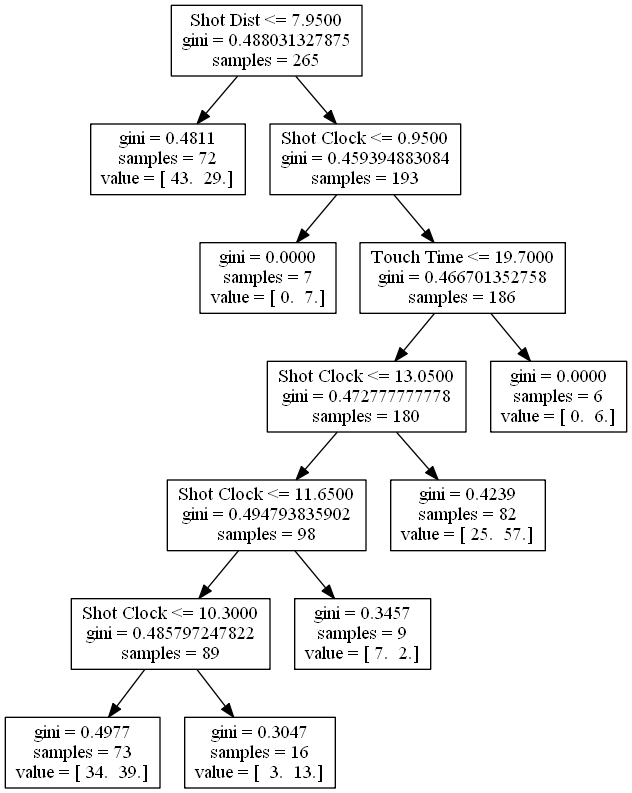 Shot Dist <= 7.9500
gini = 0.488031327875
samples = 265
gini = 0.4811
samples = 72
value = [ 43. 29.]
Shot Clock <= 0.9500
gini = 0.459394883084
samples = 193
gini = 0.0000
samples = 7
value = [ 0. 7.]
Touch Time <= 19.7000
gini = 0.466701352758
samples = 186
Shot Clock <= 13.0500
gini = 0.472777777778
samples = 180
gini = 0.0000
samples = 6
value = [ 0. 6.]
Shot Clock <= 11.6500
gini = 0.494793835902
samples = 98
gini = 0.4239
samples = 82
value = [ 25. 57.]
Shot Clock <= 10.3000
gini = 0.485797247822
samples = 89
gini = 0.3457
samples = 9
value = [ 7. 2.]
gini = 0.4977
samples = 73
value = [ 34. 39.]
gini = 0.3047
samples = 16
value = [ 3. 13.]